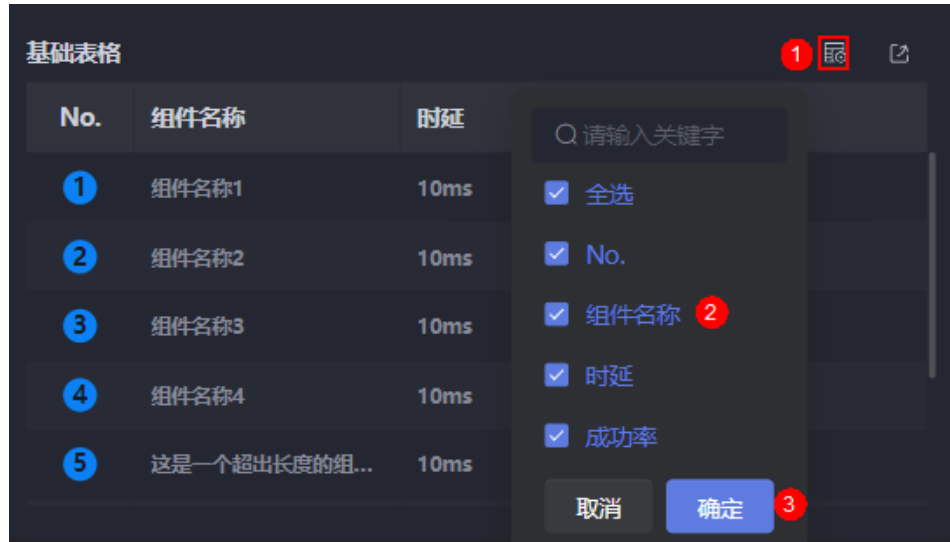 基础表格
1
No. 组件名称 时延
请输入关键字
1 组件名称1 10ms
全选
2 组件名称2 10ms
No.
3 组件名称3 10ms
组件名称 2
4 组件名称4 10ms
时延
成功率
5 这是一个超出长度的组... 10ms
取消 确定 3